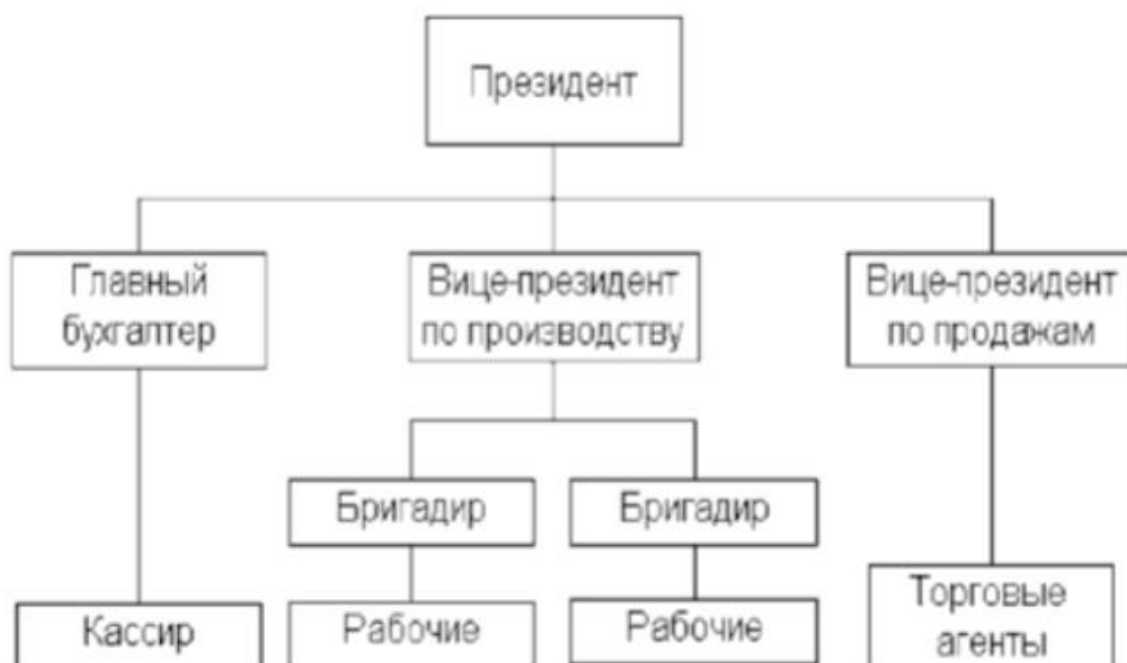 Президент
Главный
бухгалтер
Вице-президент
по производству
Вице-президент
по продажам
Бригадир
Бригадир
Кассир
Рабочие
Рабочие
Торговые
агенты